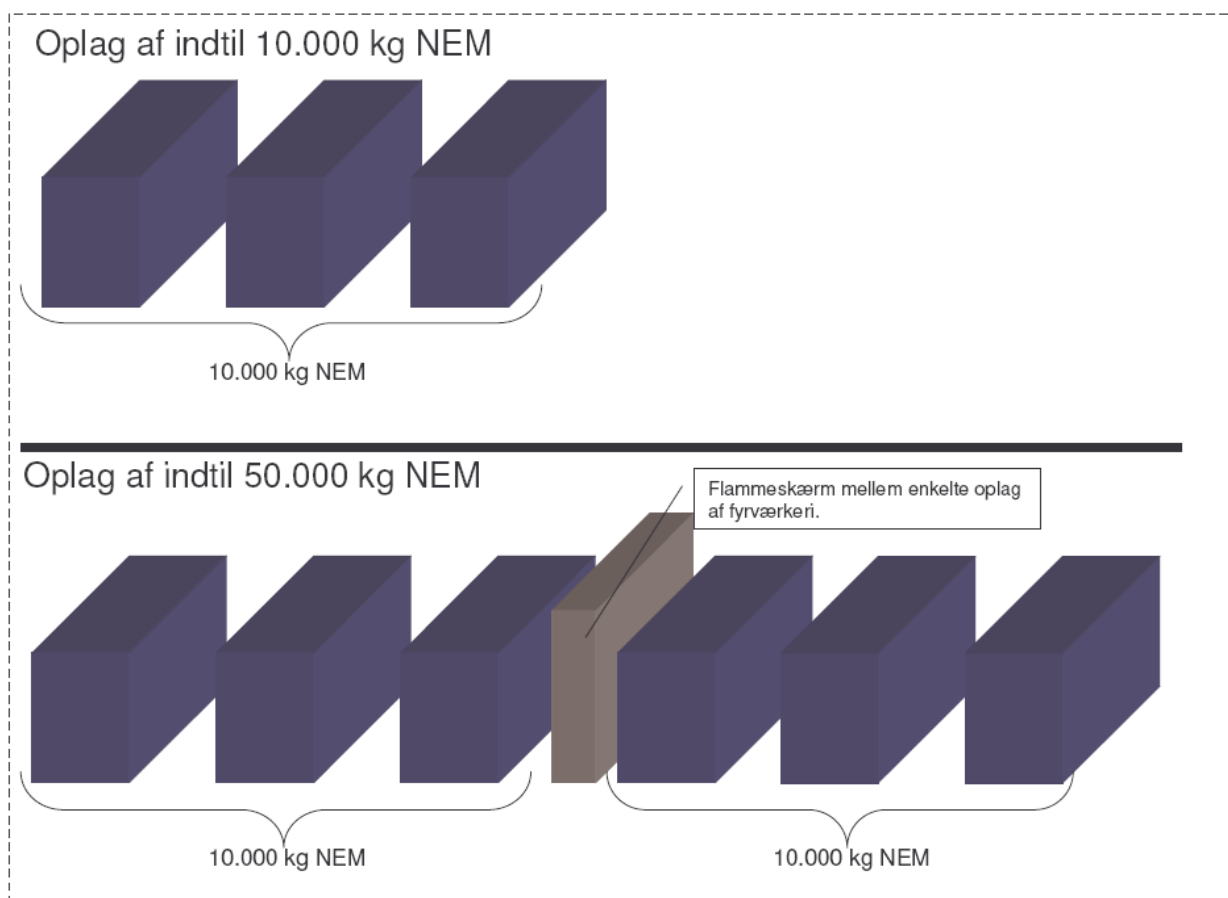 Oplag af indtil 10.000 kg NEM
10.000 kg NEM
Oplag af indtil 50.000 kg NEM
Flammeskærm mellem enkelte oplag
af fyrværkeri.
10.000 kg NEM
10.000 kg NEM